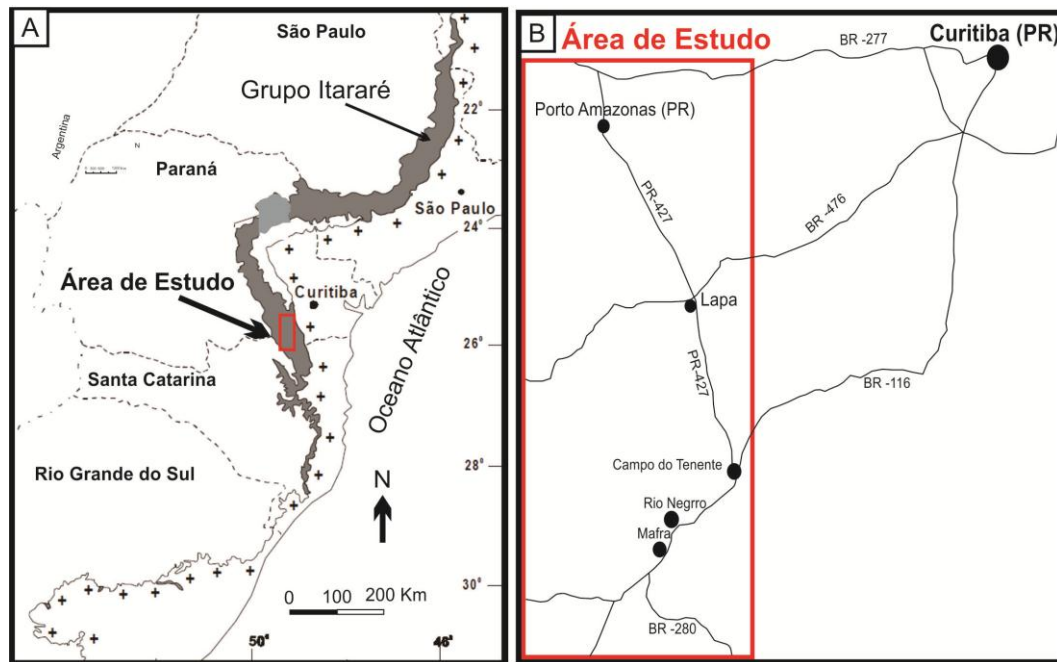 A
São Paulo
Grupo Itararé
22°
Argentina
N
Paraná
São Paulo
24°
Área de Estudo
Curitiba
Oceano Atlântico
26°
Santa Catarina
Rio Grande do Sul
N
28°
0 100 200 Km
30°
50° 46°
B
Área de Estudo
BR -277
Curitiba (PR)
Porto Amazonas (PR)
PR-427
BR -476
Lapa
PR-427
BR -116
Campo do Tenente
Rio Negrro
Mafra
BR -280